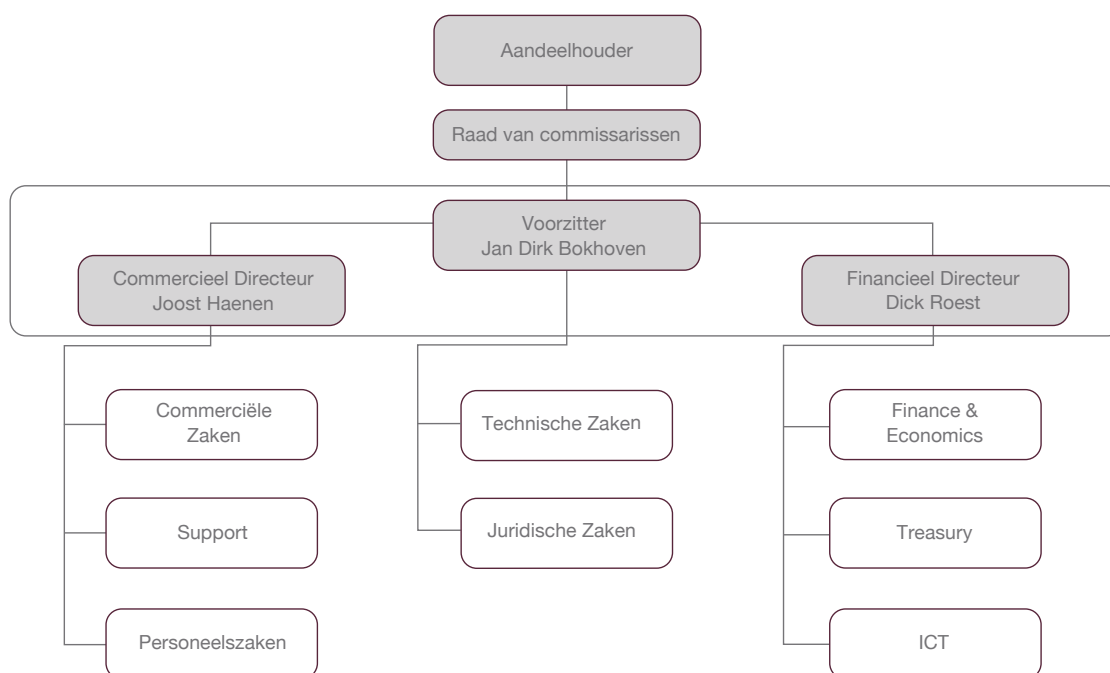 Aandeelhouder
Raad van commissarissen
Voorzitter
Jan Dirk Bokhoven
Commercieel Directeur
Joost Haenen
Financieel Directeur
Dick Roest
Commerciële
Zaken
Support
Personeelszaken
Technische Zaken
Juridische Zaken
Finance &
Economics
Treasury
ICT